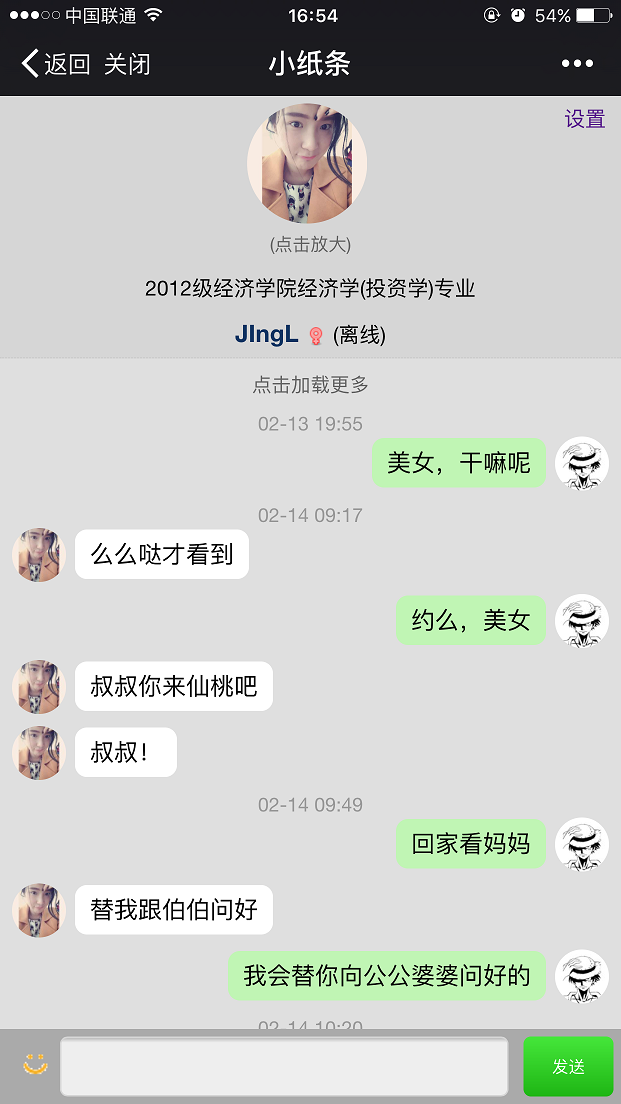 中国联通 16:54 54%
返回 关闭 小纸条
设置
(点击放大)
2012级经济学院经济学(投资学)专业
JIngL (离线)
点击加载更多
02-13 19:55
美女，干嘛呢
02-14 09:17
么么哒才看到
约么，美女
叔叔你来仙桃吧
叔叔！
02-14 09:49
回家看妈妈
替我跟伯伯问好
我会替你向公公婆婆问好的
02-14 10:20
发送